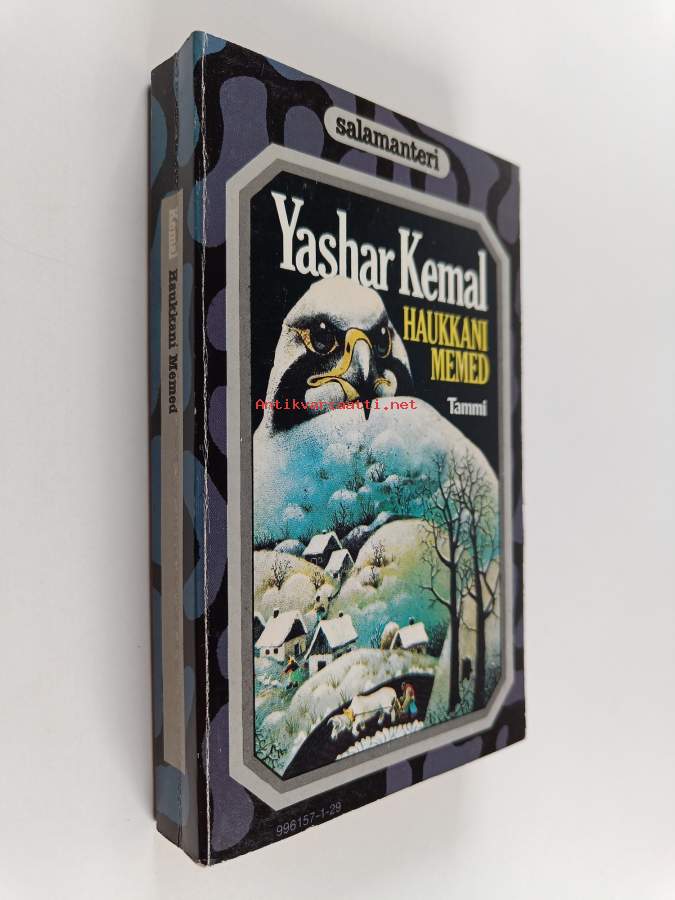 salamanteri
Yashar Kemal
HAUKKANI
MEMED
Tammi
Antikvariaatti.net
Kemal Haukkani Memed
996157-1-29